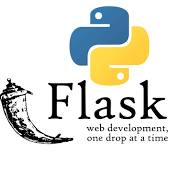 Flask
web development,
one drop at a time